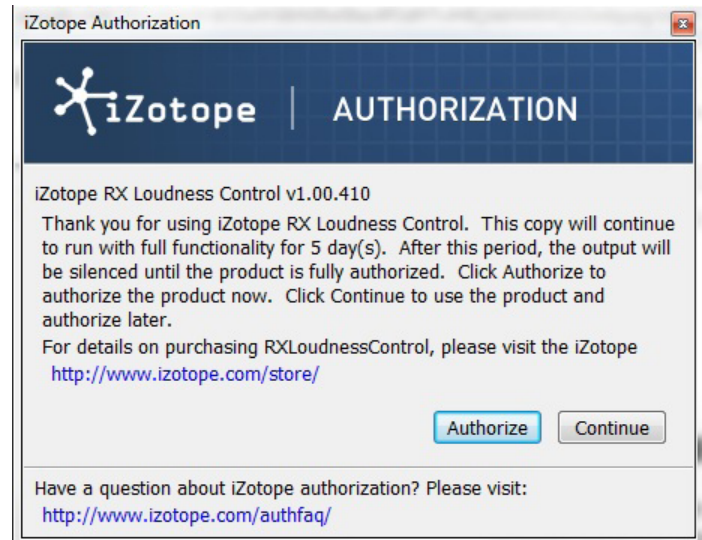 iZotope Authorization
iZotope | AUTHORIZATION
iZotope RX Loudness Control v1.00.410
Thank you for using iZotope RX Loudness Control. This copy will continue
to run with full functionality for 5 day(s). After this period, the output will
be silenced until the product is fully authorized. Click Authorize to
authorize the product now. Click Continue to use the product and
authorize later.
For details on purchasing RXLoudnessControl, please visit the iZotope
http://www.izotope.com/store/
Authorize Continue
Have a question about iZotope authorization? Please visit:
http://www.izotope.com/authfaq/